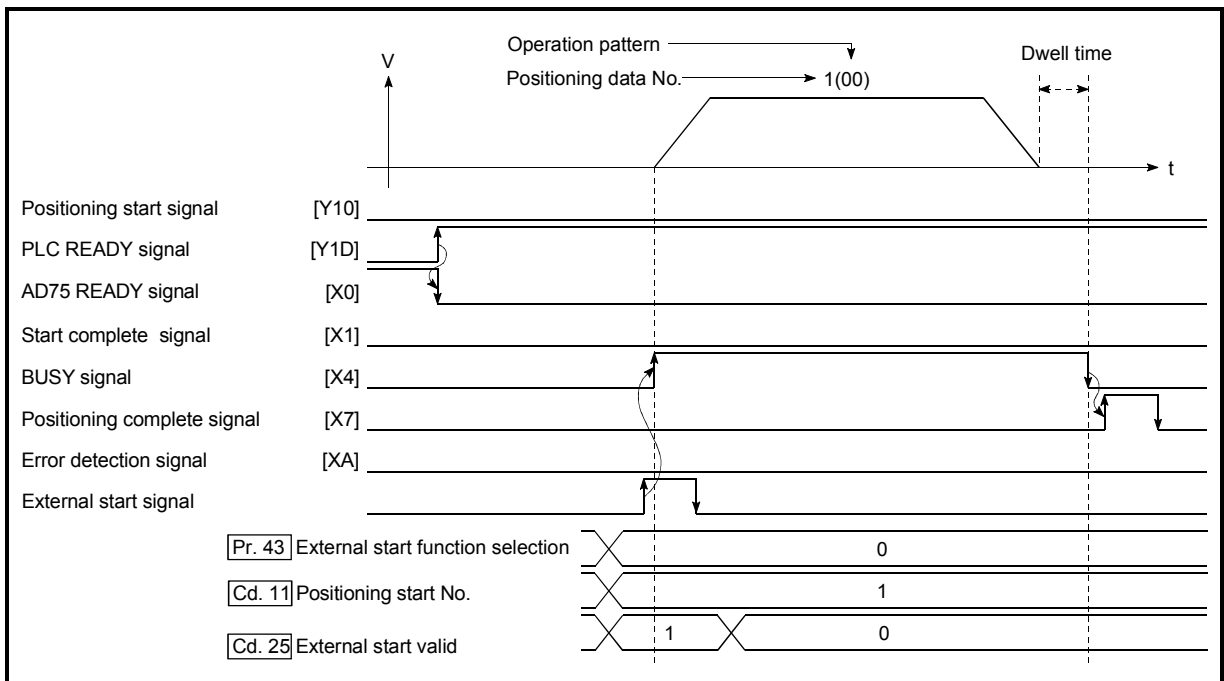 Operation pattern
Dwell time
V
Positioning data No.
1(00)
t
Positioning start signal [Y10]
PLC READY signal [Y1D]
AD75 READY signal [X0]
Start complete signal [X1]
BUSY signal [X4]
Positioning complete signal [X7]
Error detection signal [XA]
External start signal
Pr. 43 External start function selection 0
Cd. 11 Positioning start No. 1
Cd. 25 External start valid 1 0